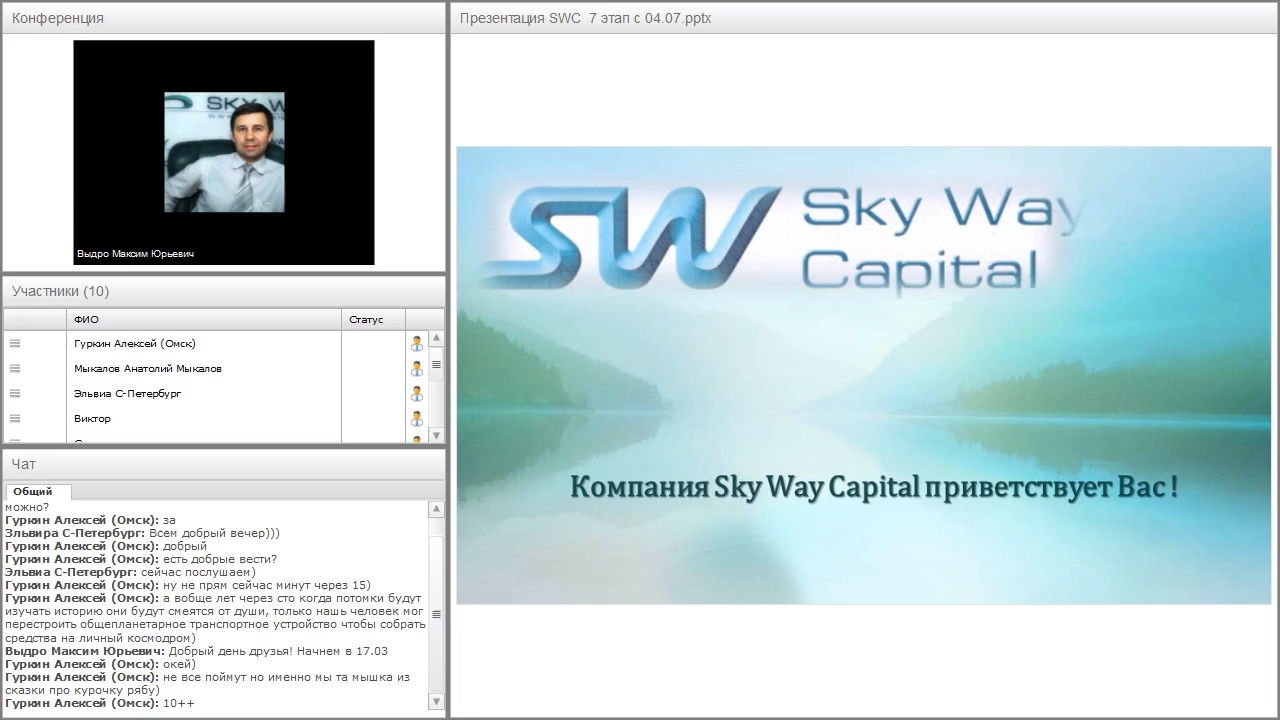 Конференция
SKY W
Выдро Максим Юрьевич
Участники (10)
ФИО
Статус
Гуркин Алексей (Омск)
Мыкалов Анатолий Мыкалов
Эльвиа С-Петербург
Виктор
Чат
Общий
можно?
Гуркин Алексей (Омск): за
Эльвира С-Петербург: Всем добрый вечер)))
Гуркин Алексей (Омск): добрый
Гуркин Алексей (Омск): есть добрые вести?
Эльвиа С-Петербург: сейчас послушаем)
Гуркин Алексей (Омск): ну не прям сейчас минут через 15)
Гуркин Алексей (Омск): а вобще лет через сто когда потомки будут
изучать историю они будут смеятся от души, только нашь человек мог
перестроить общепланетарное транспортное устройство чтобы собрать
средства на личный космодром)
Выдро Максим Юрьевич: Добрый день друзья! Начнем в 17.03
Гуркин Алексей (Омск): окей)
Гуркин Алексей (Омск): не все поймут но именно мы та мышка из
сказки про курочку рябу)
Гуркин Алексей (Омск): 10++
Презентация SWC 7 этап с 04.07.pptx
SW Sky Way
Capital
Компания Sky Way Capital приветствует Вас !